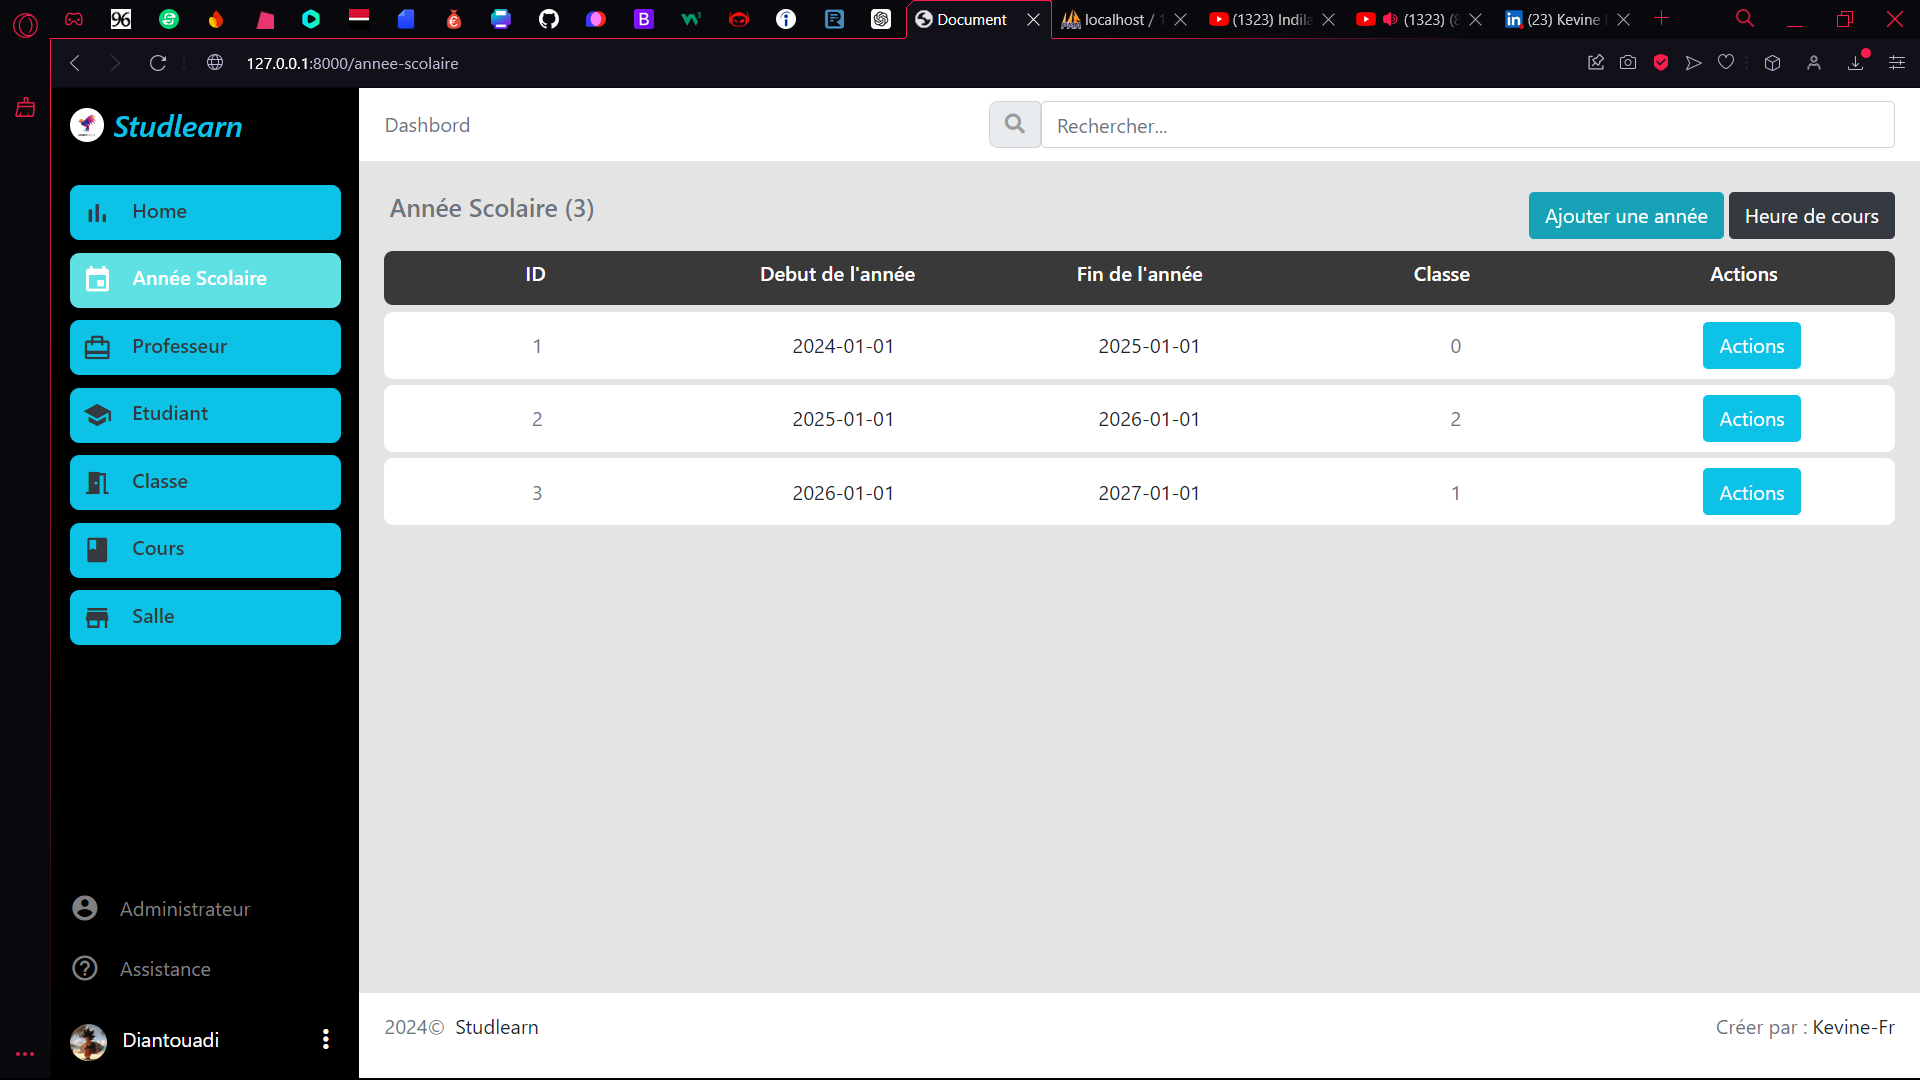 96
Document
localhost / 1
(1323) Indila
(1323) (8
(23) Kevine
127.0.0.1:8000/annee-scolaire
Studlearn
Dashbord
Rechercher...
Home
Année Scolaire
Professeur
Etudiant
Classe
Cours
Salle
Administrateur
Assistance
Diantouadi
Année Scolaire (3)
Ajouter une année
Heure de cours
ID Debut de l'année Fin de l'année Classe Actions
1 2024-01-01 2025-01-01 0 Actions
2 2025-01-01 2026-01-01 2 Actions
3 2026-01-01 2027-01-01 1 Actions
2024© Studlearn
Créer par : Kevine-Fr